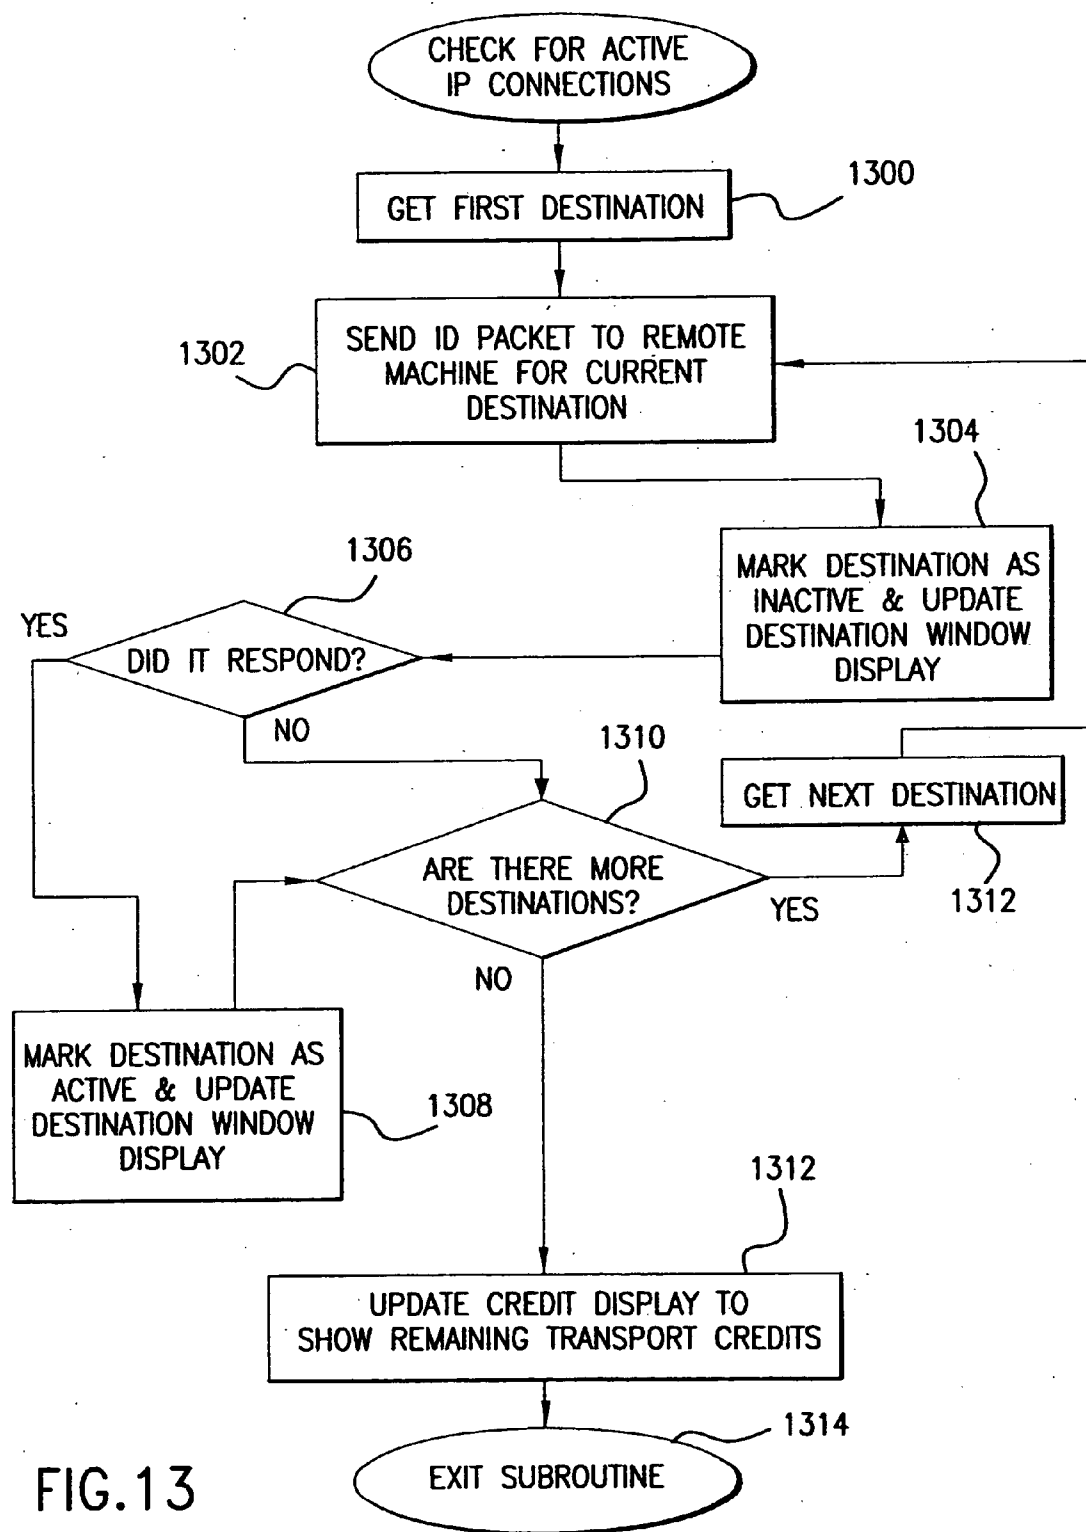 CHECK FOR ACTIVE
IP CONNECTIONS
1300
GET FIRST DESTINATION
1302
SEND ID PACKET TO REMOTE
MACHINE FOR CURRENT
DESTINATION
1304
MARK DESTINATION AS
INACTIVE & UPDATE
DESTINATION WINDOW
DISPLAY
1306
YES
DID IT RESPOND?
NO
1310
GET NEXT DESTINATION
1312
ARE THERE MORE
DESTINATIONS?
YES
NO
MARK DESTINATION AS
ACTIVE & UPDATE
DESTINATION WINDOW
DISPLAY
1308
1312
UPDATE CREDIT DISPLAY TO
SHOW REMAINING TRANSPORT CREDITS
1314
EXIT SUBROUTINE
FIG.13